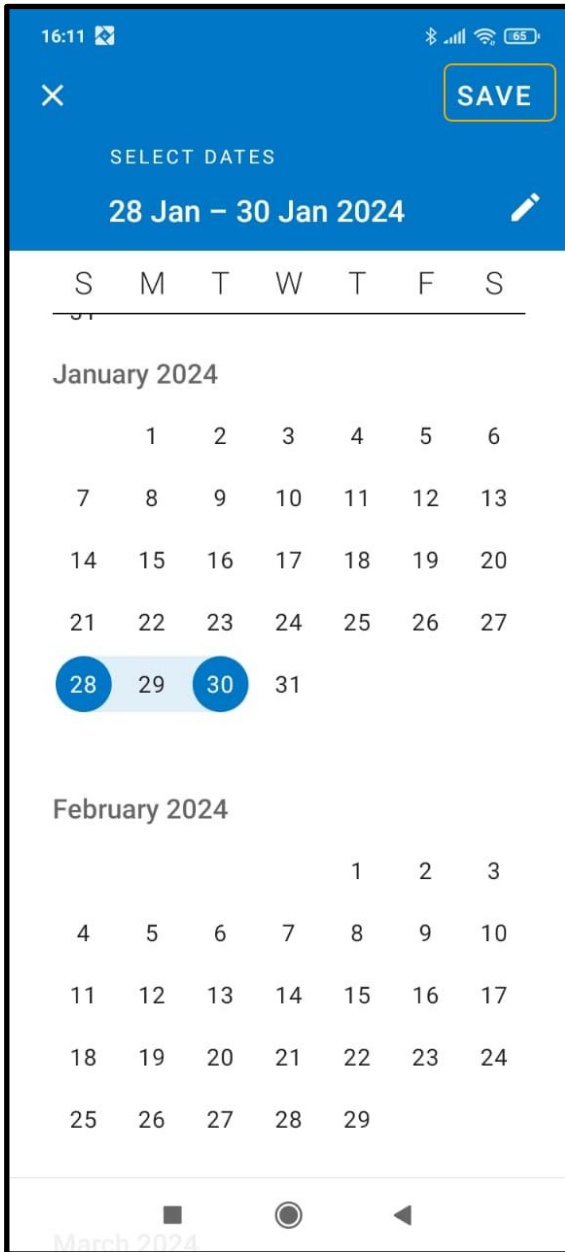 16:11 65
SAVE
SELECT DATES
28 Jan – 30 Jan 2024
S M T W T F S
31
January 2024
1 2 3 4 5 6
7 8 9 10 11 12 13
14 15 16 17 18 19 20
21 22 23 24 25 26 27
28 29 30 31
February 2024
1 2 3
4 5 6 7 8 9 10
11 12 13 14 15 16 17
18 19 20 21 22 23 24
25 26 27 28 29
March 2024